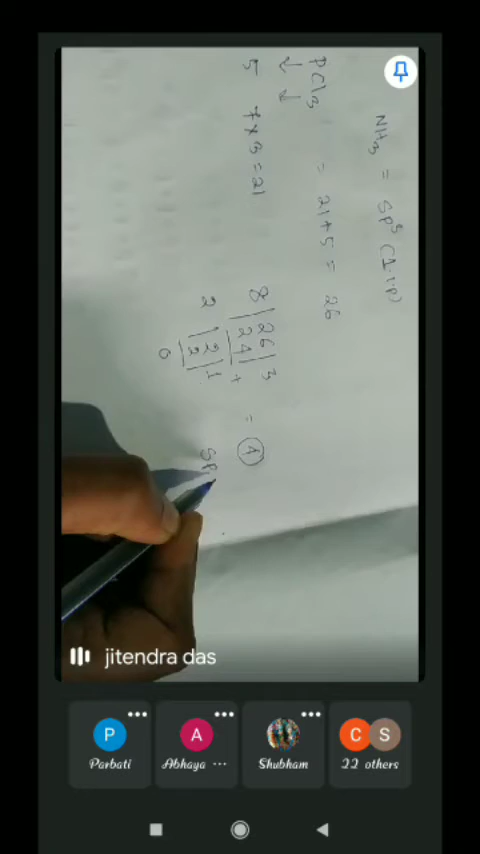 NH3 = SP3 (1 l.p)
PCl3 = 21+5 = 26
↓ ↓
5 7×3=21
8 | 26 | 3
24 +
2 | 2 | 1
2
0
= 4
SP
jitendra das
P A C S
Parbati Abhaya ... Shubham 22 others